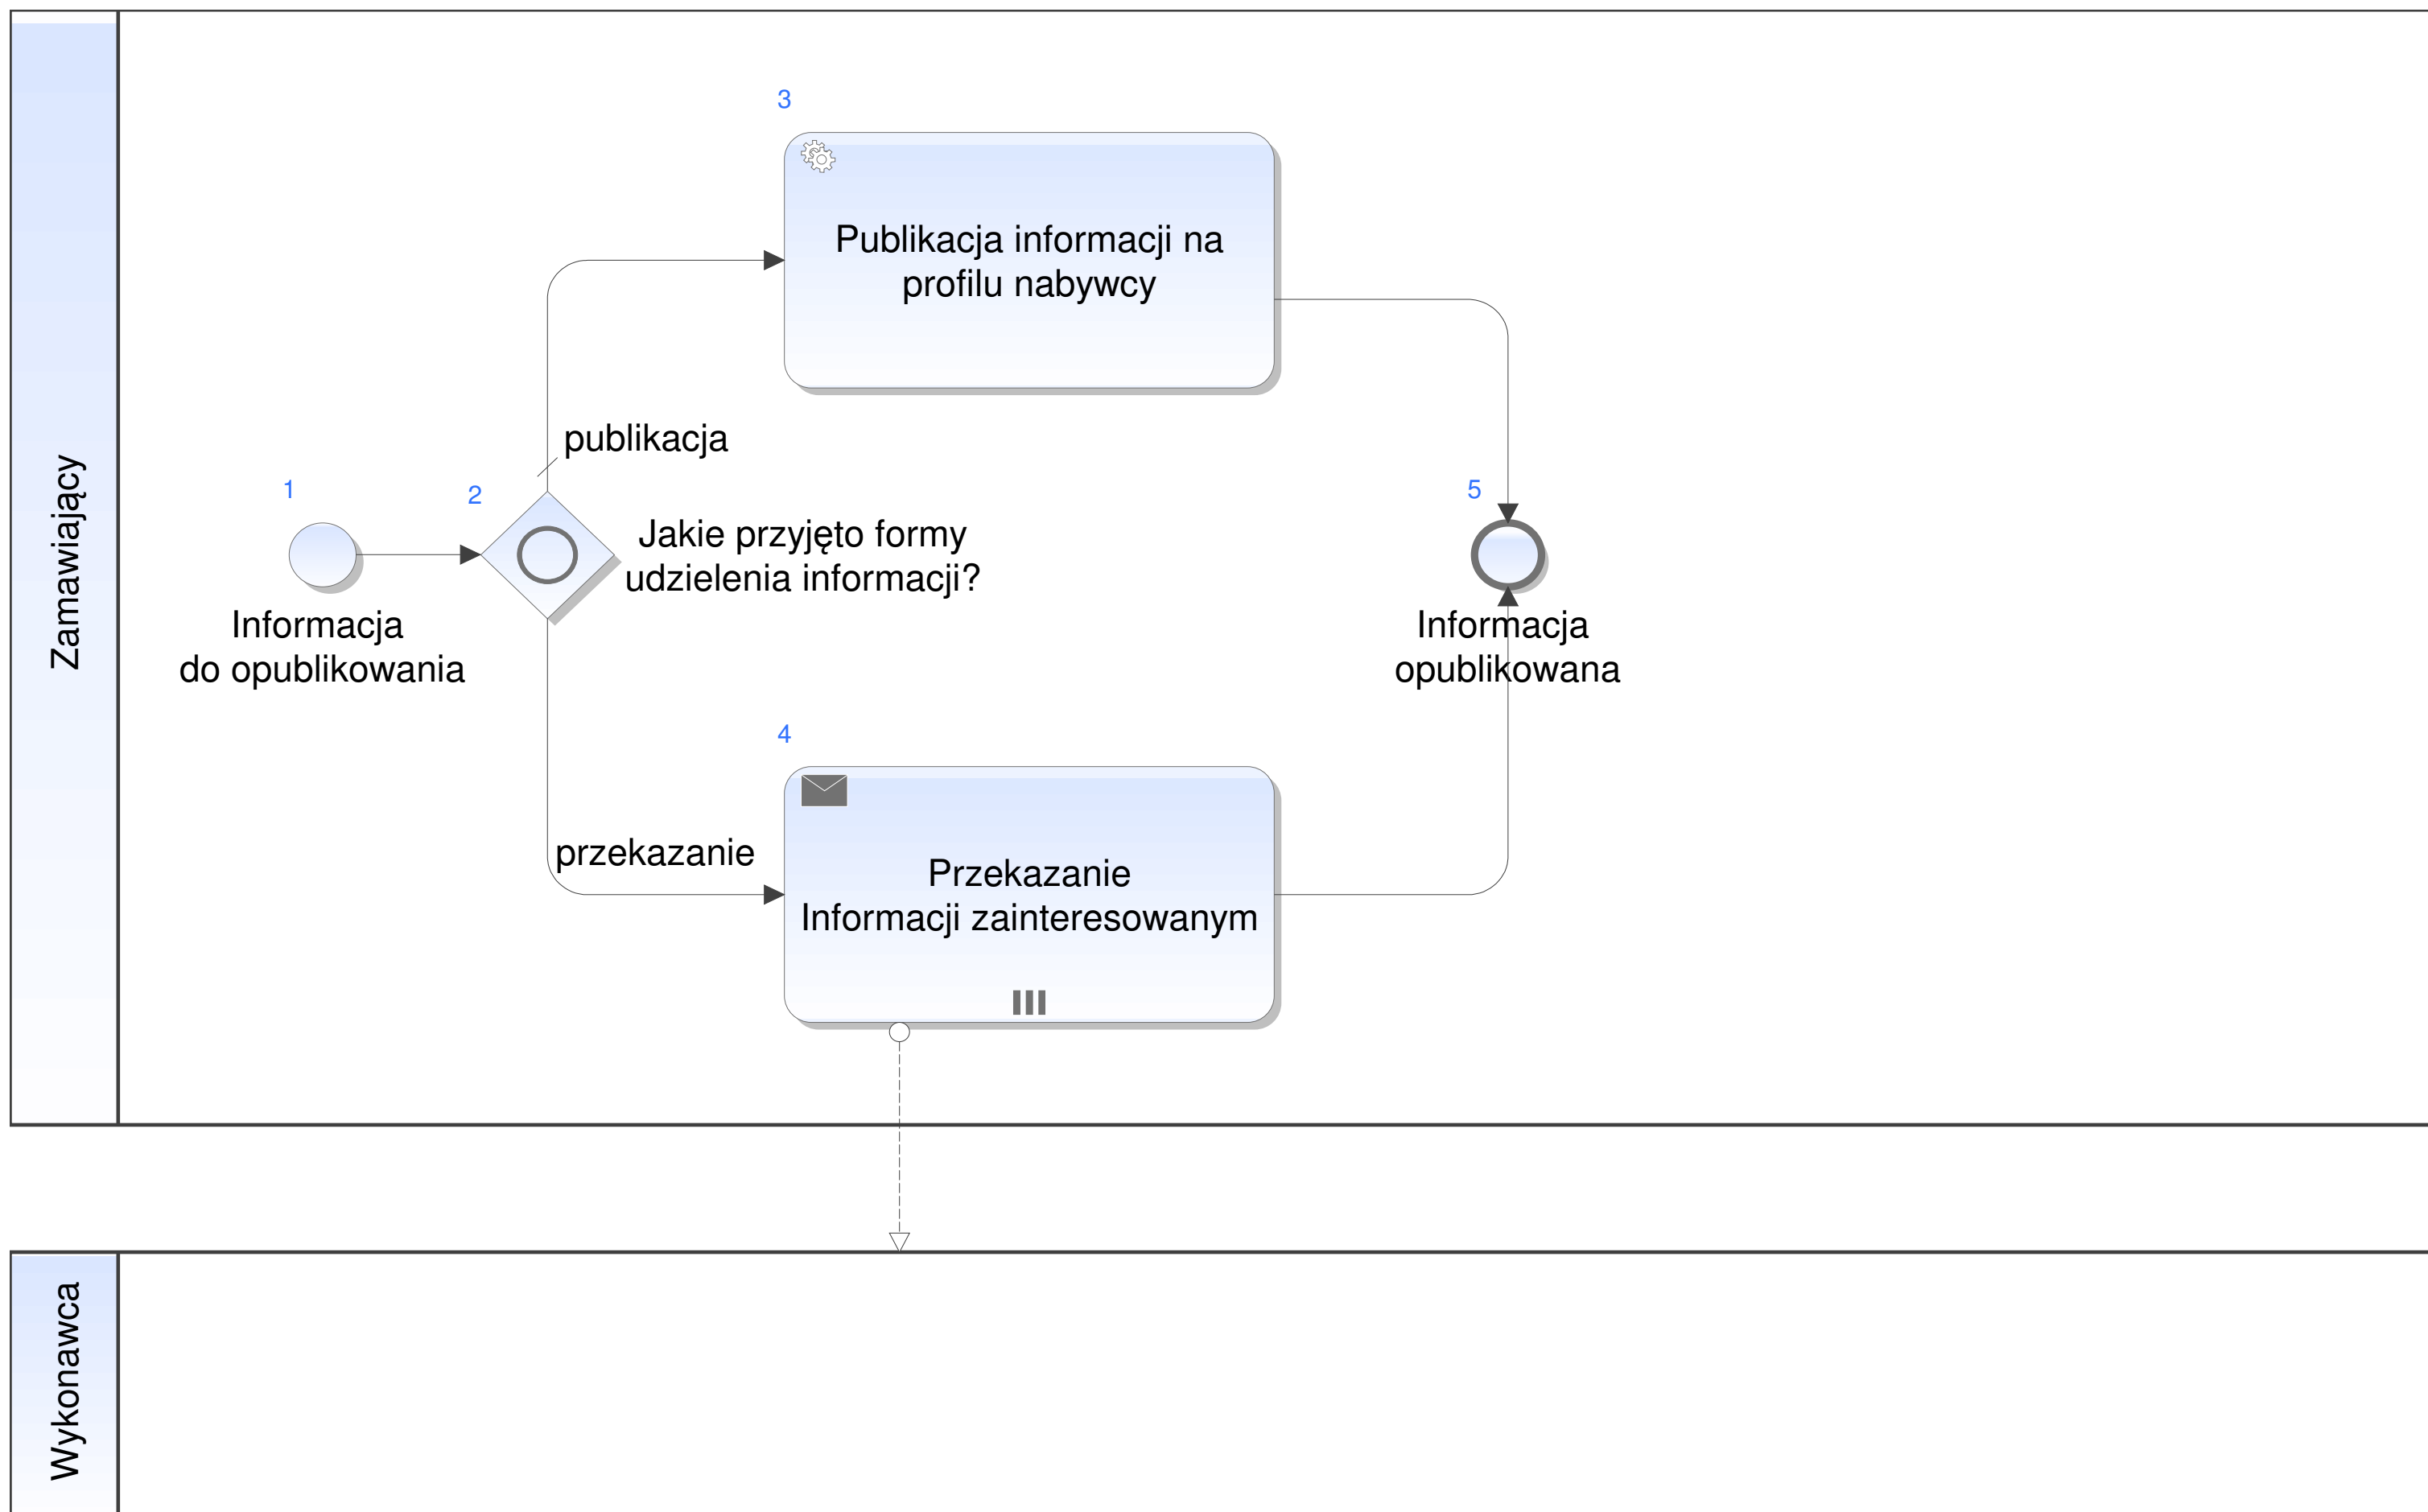 Zamawiający
3
Publikacja informacji na
profilu nabywcy
publikacja
1
2
Jakie przyjęto formy
udzielenia informacji?
5
Informacja
do opublikowania
Informacja
opublikowana
4
przekazanie
Przekazanie
Informacji zainteresowanym
Wykonawca